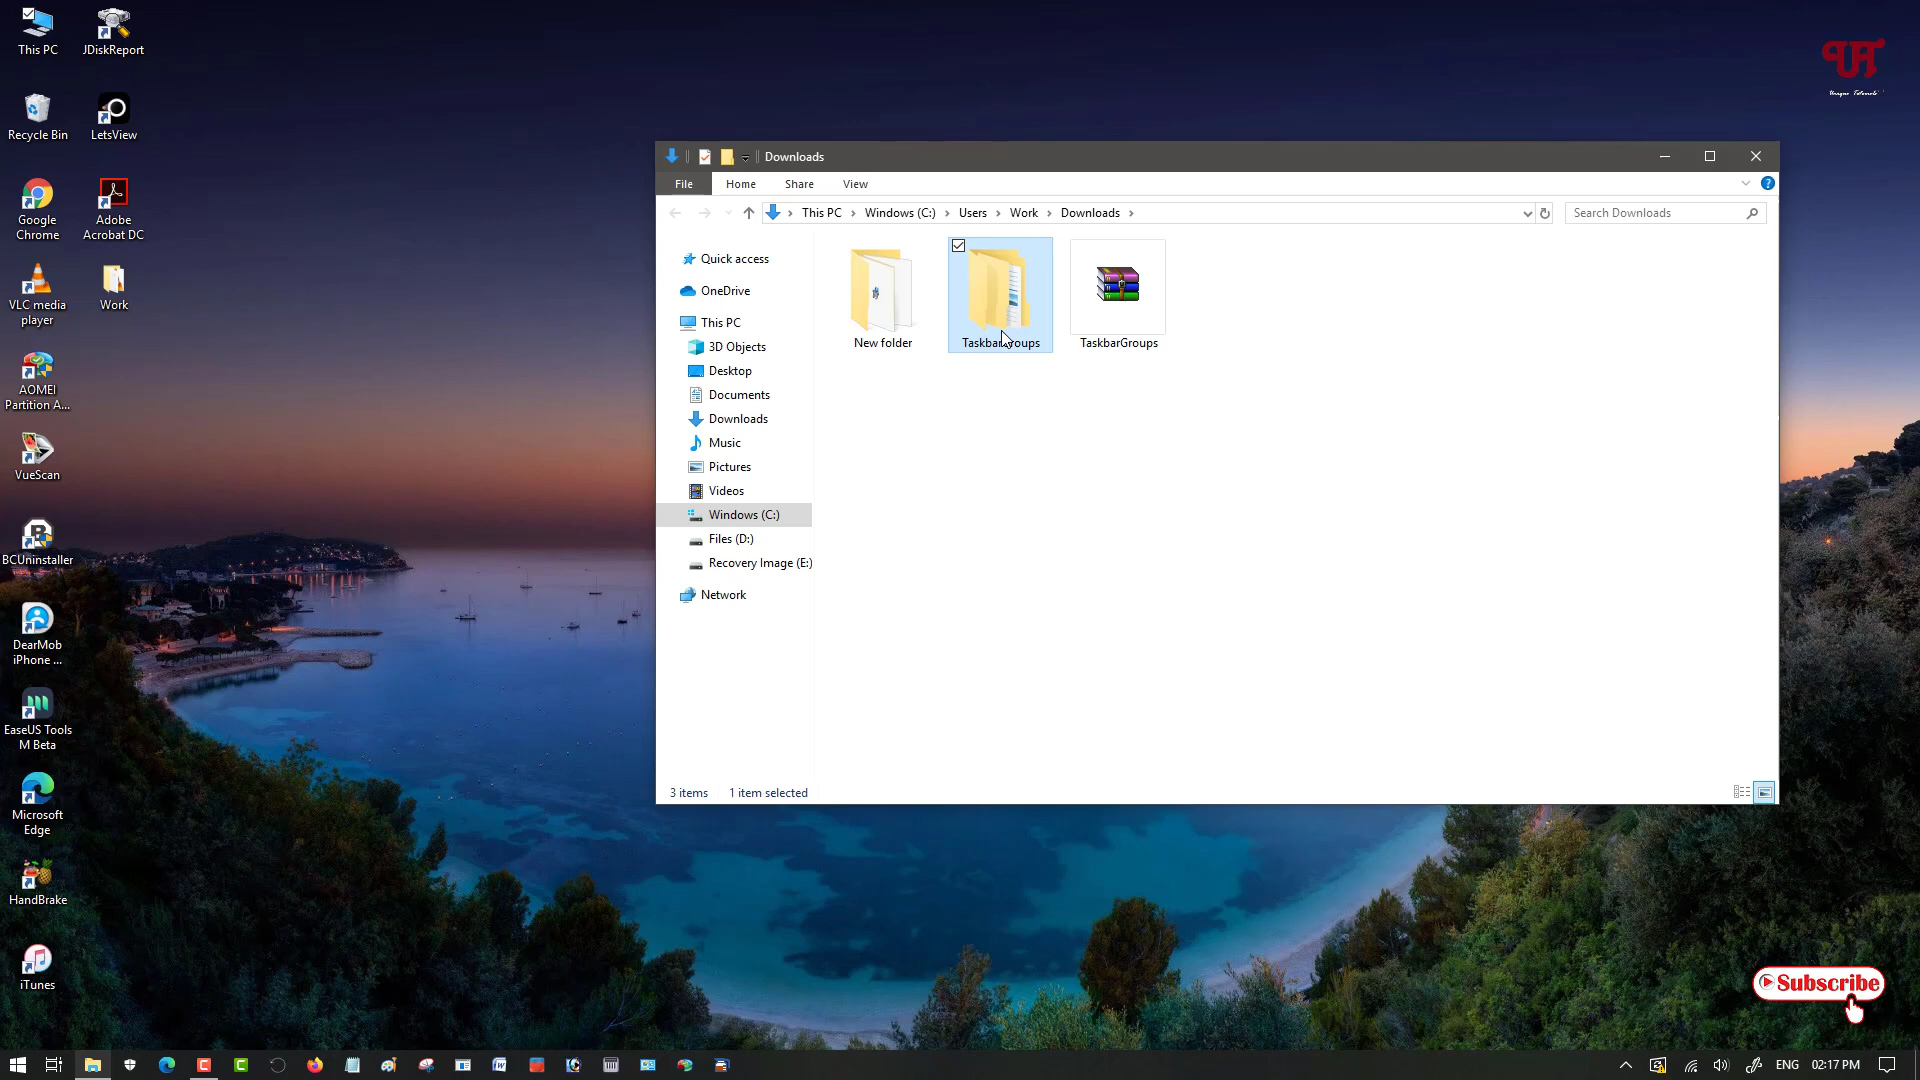 This PC
JDiskReport
Recycle Bin
LetsView
Google
Chrome
Adobe
Acrobat DC
VLC media
player
Work
AOMEI
Partition A...
VueScan
BCUninstaller
DearMob
iPhone ...
EaseUS Tools
M Beta
Microsoft
Edge
HandBrake
iTunes
Unique Tutorials
Downloads
File Home Share View
This PC Windows (C:) Users Work Downloads
Search Downloads
Quick access
OneDrive
This PC
3D Objects
Desktop
Documents
Downloads
Music
Pictures
Videos
Windows (C:)
Files (D:)
Recovery Image (E:)
Network
New folder
TaskbarGroups
TaskbarGroups
3 items 1 item selected
Subscribe
ENG 02:17 PM